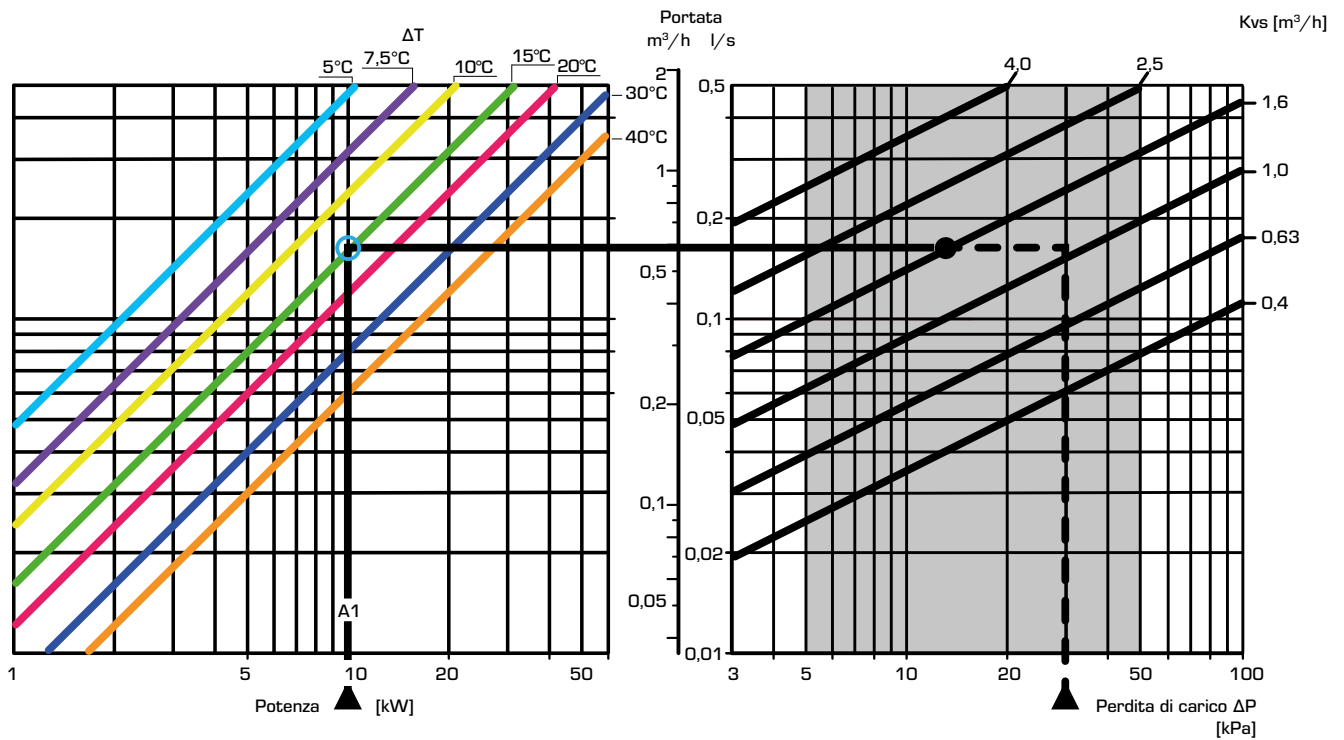 ΔT
5°C
7,5°C
10°C
15°C
20°C
30°C
40°C
Portata
m³/h l/s
2
1
0,5
0,2
0,1
0,05
0,5
0,2
0,1
0,05
0,02
0,01
Kvs [m³/h]
4,0
2,5
1,6
1,0
0,63
0,4
A1
1
5
10
20
50
Potenza [kW]
3
5
10
20
50
100
Perdita di carico ΔP
[kPa]